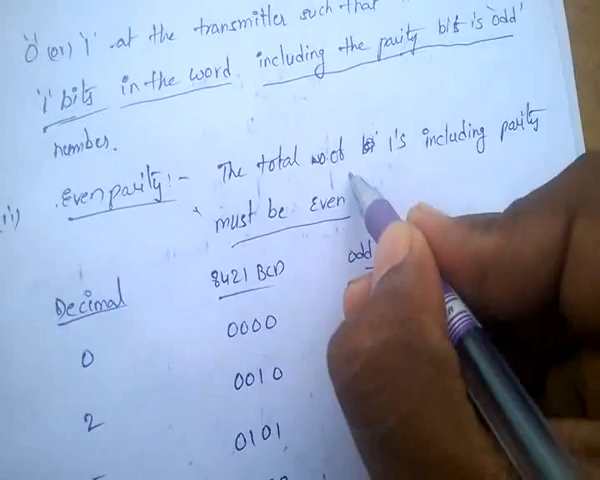 '0' (or) '1' at the transmitter such that
'1' bits in the word including the parity bit is 'odd'
number.
ii) Even parity:- The total no of 1's including parity
must be Even
Decimal 8421 BCD odd
0 0000
2 0010
0101